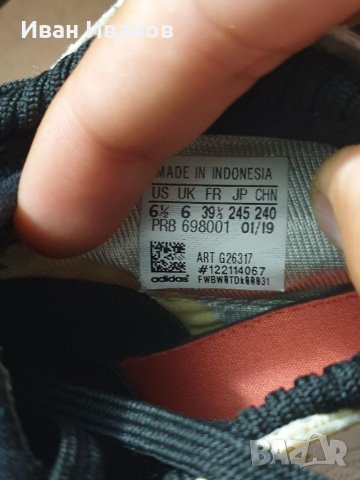 Иван Иванов
MADE IN INDONESIA
US UK FR JP CHN
6½ 6 39⅓ 245 240
PRB 698001 01/19
ART G26317
#122114067
adidas
BAZAR